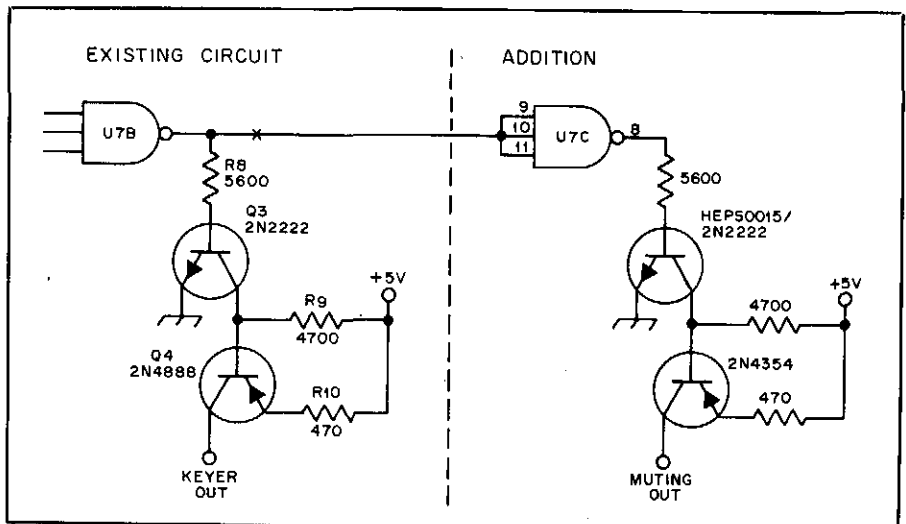 EXISTING CIRCUIT
U7B
x
R8
5600
Q3
2N2222
+5V
R9
4700
Q4
2N4888
R10
470
KEYER
OUT
ADDITION
9
10
11
U7C
8
5600
HEPS0015/
2N2222
+5V
4700
2N4354
470
MUTING
OUT